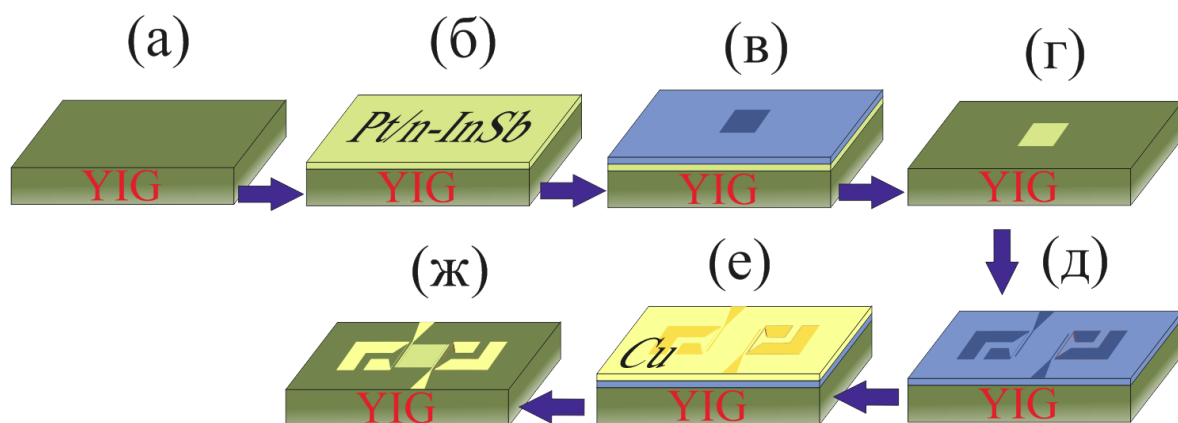 (а) (б) (в) (г)
Pt/n-InSb
YIG YIG YIG YIG
(ж) (е) (д)
Cu
YIG YIG YIG